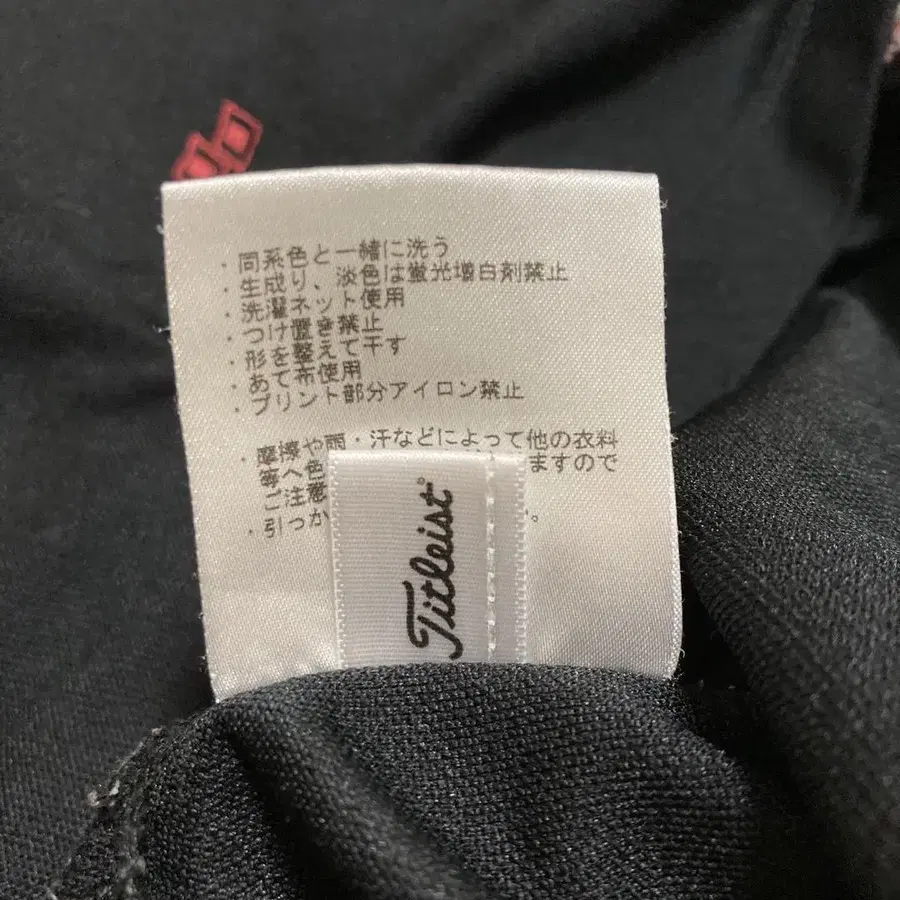 ・同系色と一緒に洗う
・生成り、淡色は蛍光増白剤禁止
・洗濯ネット使用
・つけ置き禁止
・形を整えて干す
・あて布使用
・プリント部分アイロン禁止
・摩擦や雨・汗などによって他の衣料
等へ色 ますので
ご注意
・引っか 。
Titleist